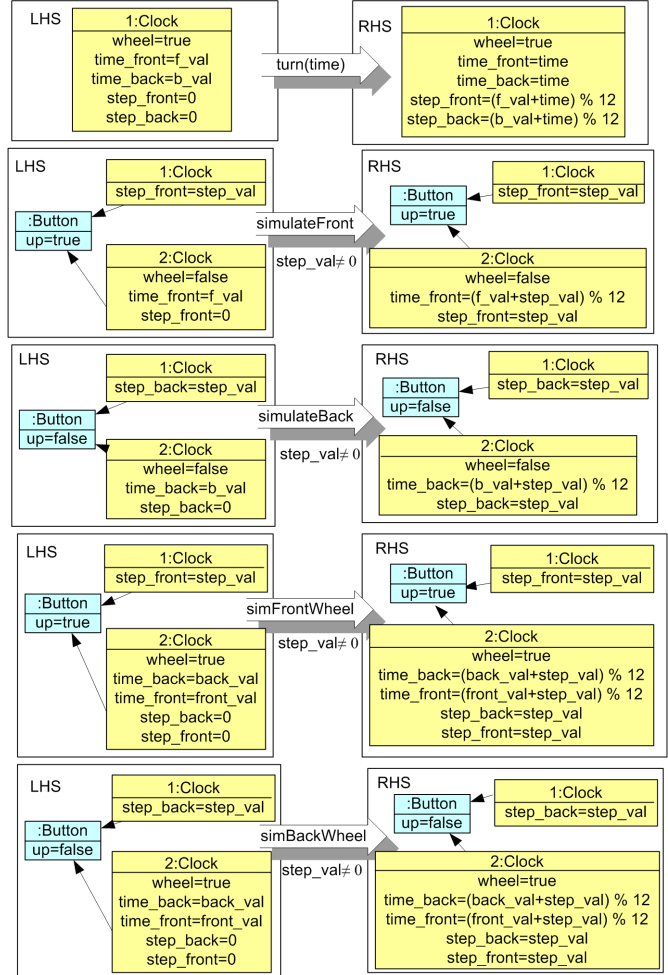 LHS
1:Clock
wheel=true
time_front=f_val
time_back=b_val
step_front=0
step_back=0
turn(time)
RHS
1:Clock
wheel=true
time_front=time
time_back=time
step_front=(f_val+time) % 12
step_back=(b_val+time) % 12
LHS
1:Clock
step_front=step_val
:Button
up=true
2:Clock
wheel=false
time_front=f_val
step_front=0
simulateFront
step_val≠ 0
RHS
1:Clock
step_front=step_val
:Button
up=true
2:Clock
wheel=false
time_front=(f_val+step_val) % 12
step_front=step_val
LHS
1:Clock
step_back=step_val
:Button
up=false
2:Clock
wheel=false
time_back=b_val
step_back=0
simulateBack
step_val≠ 0
RHS
1:Clock
step_back=step_val
:Button
up=false
2:Clock
wheel=false
time_back=(b_val+step_val) % 12
step_back=step_val
LHS
1:Clock
step_front=step_val
:Button
up=true
2:Clock
wheel=true
time_back=back_val
time_front=front_val
step_back=0
step_front=0
simFrontWheel
step_val≠ 0
RHS
1:Clock
step_front=step_val
:Button
up=true
2:Clock
wheel=true
time_back=(back_val+step_val) % 12
time_front=(front_val+step_val) % 12
step_back=step_val
step_front=step_val
LHS
1:Clock
step_back=step_val
:Button
up=false
2:Clock
wheel=true
time_back=back_val
time_front=front_val
step_back=0
step_front=0
simBackWheel
step_val≠ 0
RHS
1:Clock
step_back=step_val
:Button
up=false
2:Clock
wheel=true
time_back=(back_val+step_val) % 12
time_front=(front_val+step_val) % 12
step_back=step_val
step_front=step_val